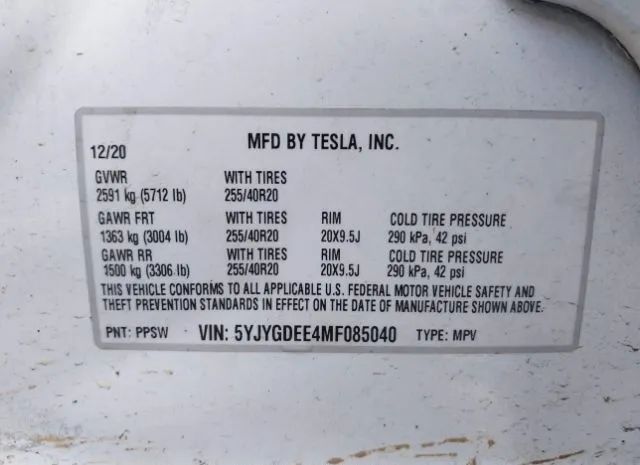 MFD BY TESLA, INC.
12/20
GVWR WITH TIRES
2591 kg (5712 lb) 255/40R20
GAWR FRT WITH TIRES RIM COLD TIRE PRESSURE
1363 kg (3004 lb) 255/40R20 20X9.5J 290 kPa, 42 psi
GAWR RR WITH TIRES RIM COLD TIRE PRESSURE
1500 kg (3306 lb) 255/40R20 20X9.5J 290 kPa, 42 psi
THIS VEHICLE CONFORMS TO ALL APPLICABLE U.S. FEDERAL MOTOR VEHICLE SAFETY AND
THEFT PREVENTION STANDARDS IN EFFECT ON THE DATE OF MANUFACTURE SHOWN ABOVE.
PNT: PPSW VIN: 5YJYGDEE4MF085040 TYPE: MPV